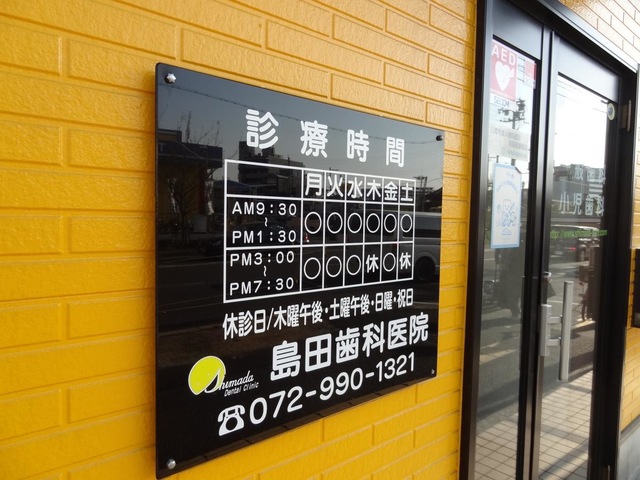 診療時間
月火水木金土
AM9:30
~
PM1:30
○○○○○○
PM3:00
~
PM7:30
○○○休○休
休診日/木曜午後・土曜午後・日曜・祝日
島田歯科医院
Shimada
Dental Clinic
☎072-990-1321
AED
小児歯科